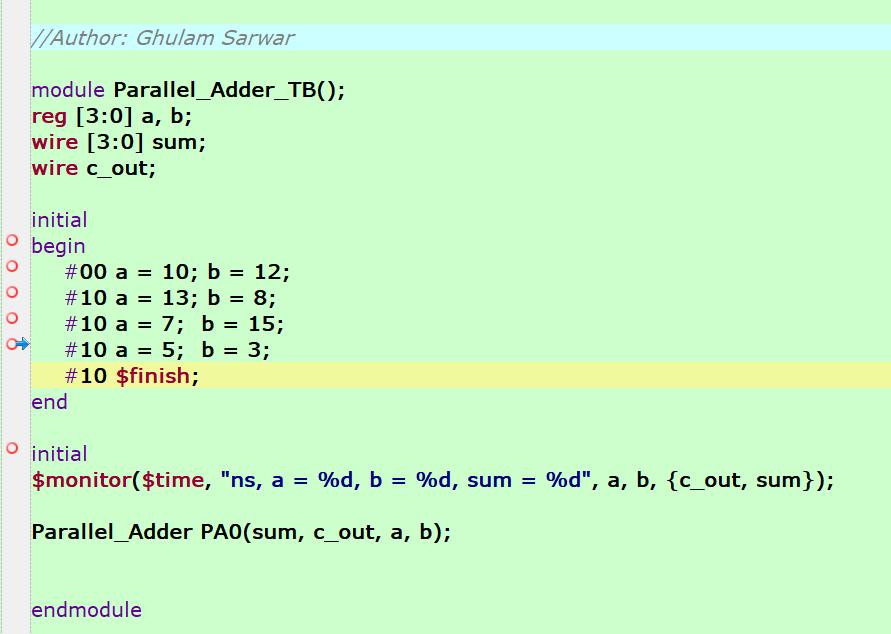 //Author: Ghulam Sarwar
module Parallel_Adder_TB();
reg [3:0] a, b;
wire [3:0] sum;
wire c_out;
initial
begin
#00 a = 10; b = 12;
#10 a = 13; b = 8;
#10 a = 7;  b = 15;
#10 a = 5;  b = 3;
#10 $finish;
end
initial
$monitor($time, "ns, a = %d, b = %d, sum = %d", a, b, {c_out, sum});
Parallel_Adder PA0(sum, c_out, a, b);
endmodule